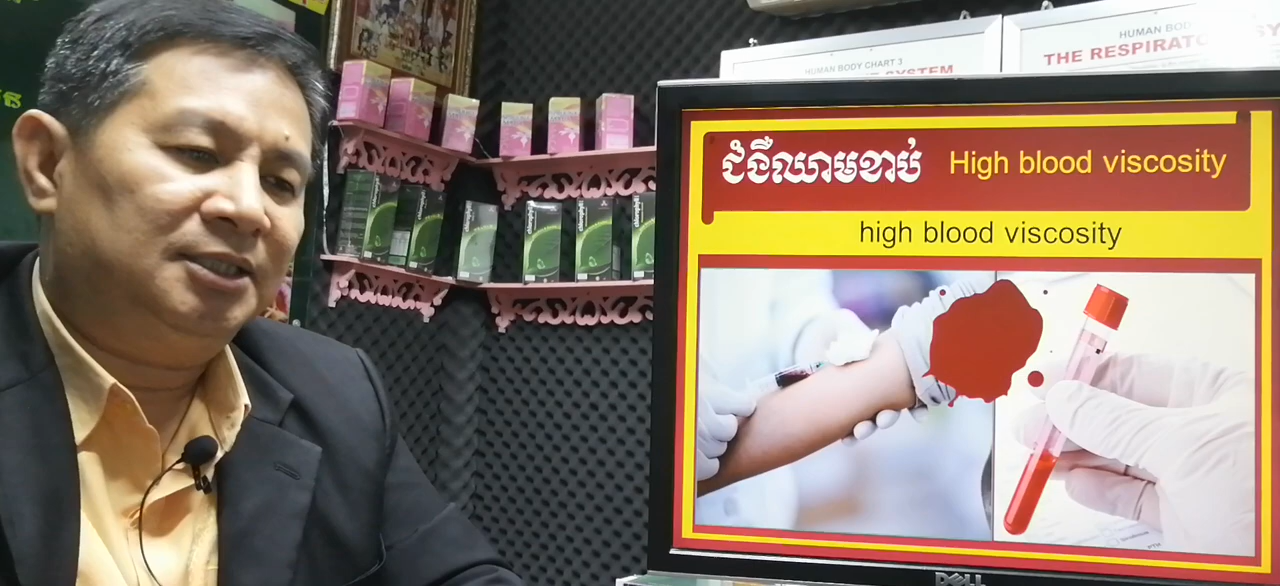 HUMAN BODY CHART 3
SYSTEM
HUMAN BODY
THE RESPIRATO
ជំងឺឈាមខាប់ High blood viscosity
high blood viscosity
DELL